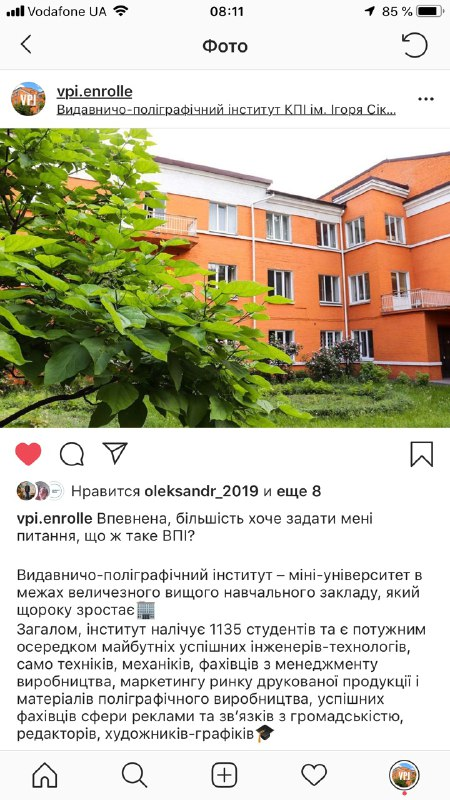 Vodafone UA 08:11 85 %
Фото
vpi.enrolle
VPI Видавничо-поліграфічний інститут КПІ ім. Ігоря Сік...
Нравится oleksandr_2019 и еще 8
vpi.enrolle Впевнена, більшість хоче задати мені
питання, що ж таке ВПІ?
Видавничо-поліграфічний інститут – міні-університет в
межах величезного вищого навчального закладу, який
щороку зростає🏢
Загалом, інститут налічує 1135 студентів та є потужним
осередком майбутніх успішних інженерів-технологів,
само техніків, механіків, фахівців з менеджменту
виробництва, маркетингу ринку друкованої продукції і
матеріалів поліграфічного виробництва, успішних
фахівців сфери реклами та зв’язків з громадськістю,
редакторів, художників-графіків🎓